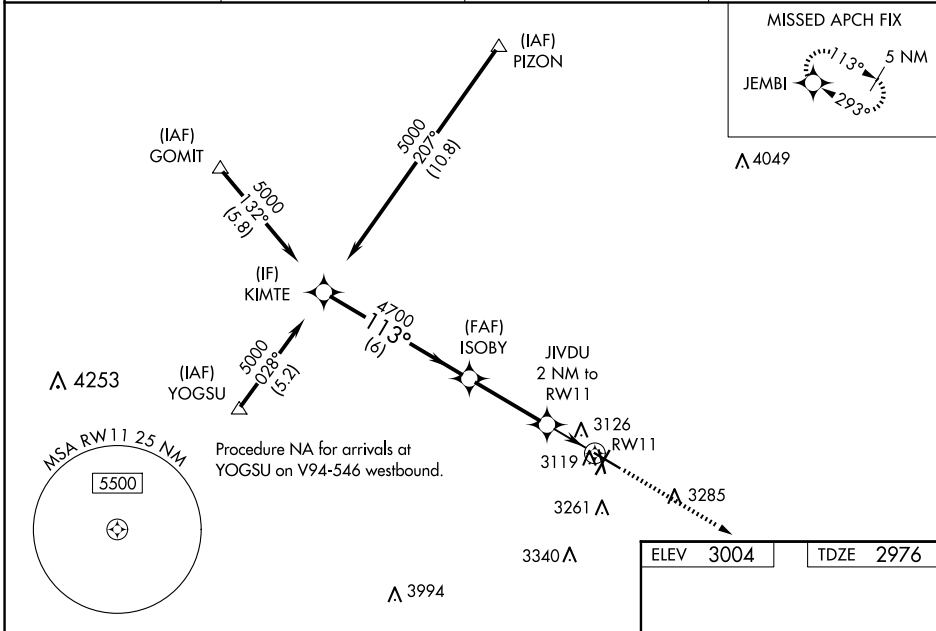 MISSED APCH FIX
JEMBI
113°
5 NM
293°
(IAF)
PIZON
5000
207°
(10.8)
4049
(IAF)
GOMIT
5000
132°
(5.8)
(IF)
KIMTE
4700
113°
(6)
(FAF)
ISOBY
JIVDU
2 NM to
RW11
4253
(IAF)
YOGSU
5000
028°
(5.2)
3126
RW11
3119
Procedure NA for arrivals at
YOGSU on V94-546 westbound.
MSA RW11 25 NM
5500
3285
3261
3340
3994
ELEV 3004
TDZE 2976